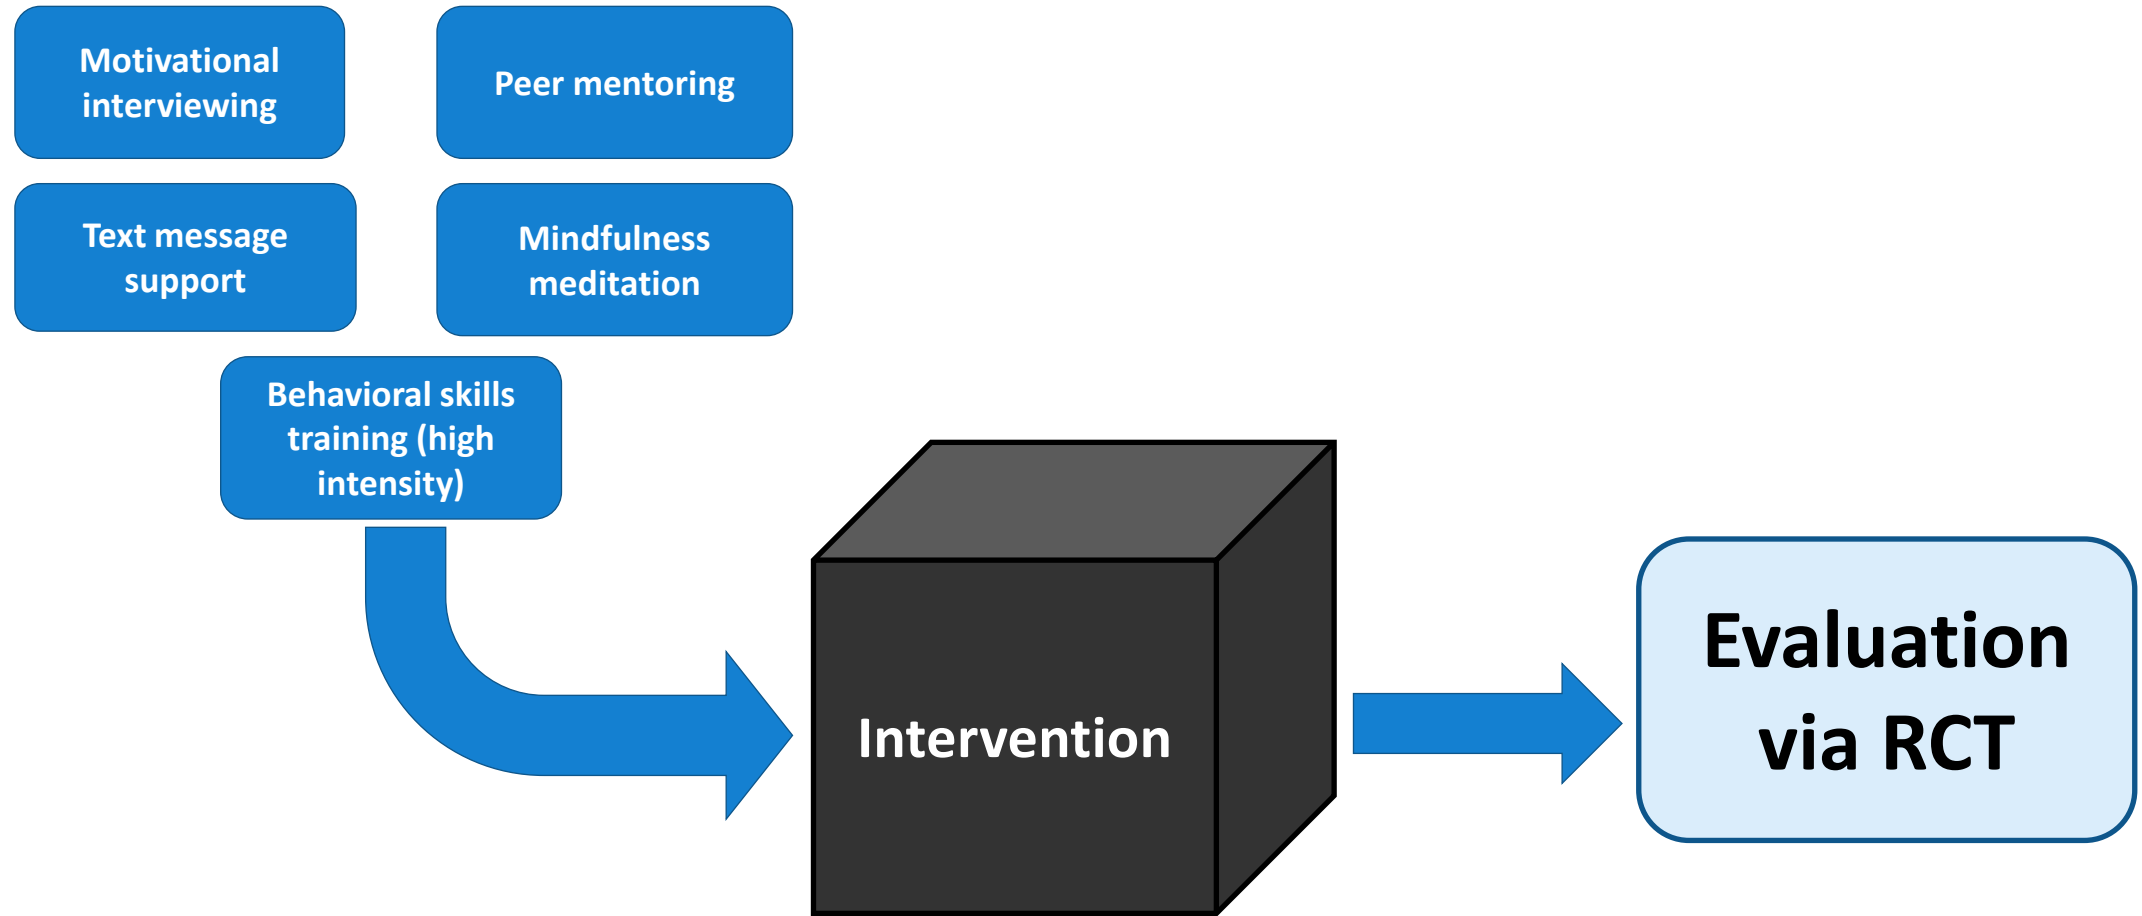 Motivational
interviewing
Peer mentoring
Text message
support
Mindfulness
meditation
Behavioral skills
training (high
intensity)
Intervention
Evaluation
via RCT